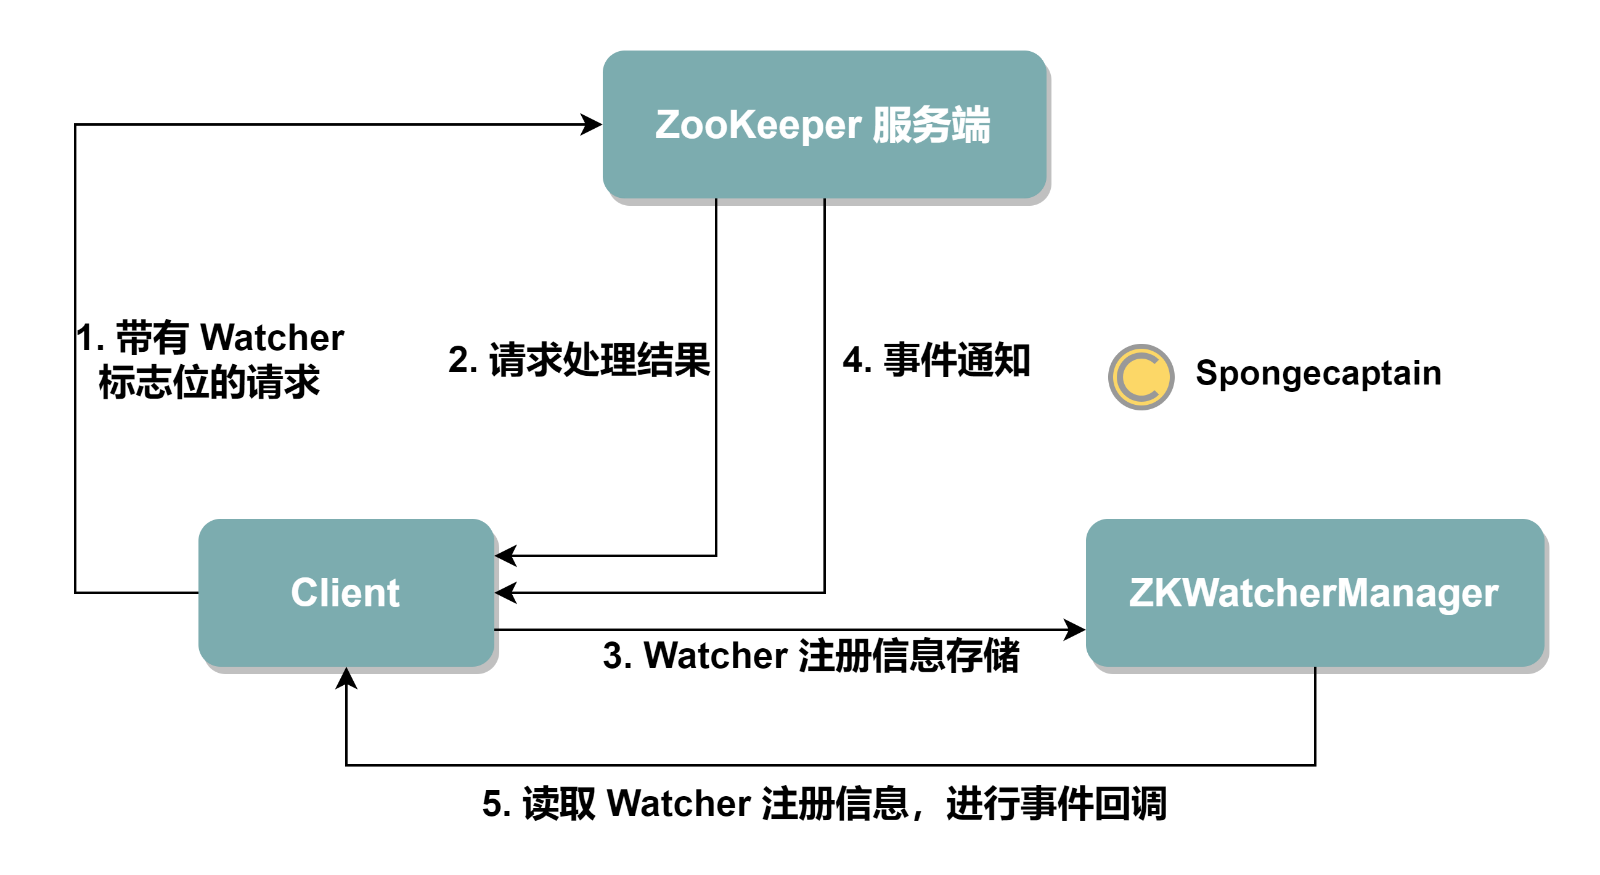 ZooKeeper 服务端
1. 带有 Watcher
标志位的请求
2. 请求处理结果
4. 事件通知
Spongecaptain
Client
ZKWatcherManager
3. Watcher 注册信息存储
5. 读取 Watcher 注册信息，进行事件回调